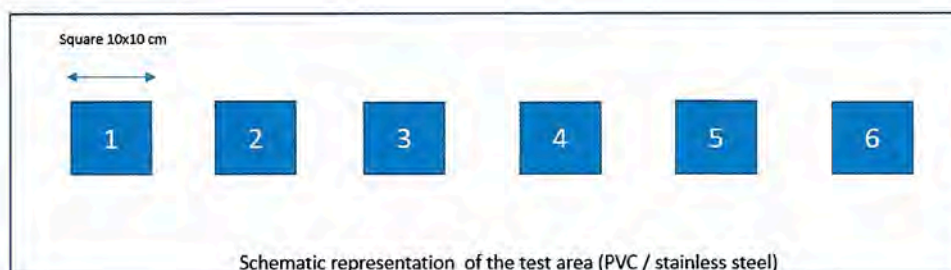 Square 10x10 cm
1 2 3 4 5 6
Schematic representation of the test area (PVC / stainless steel)